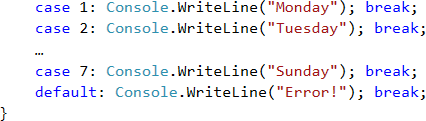 case 1: Console.WriteLine("Monday"); break;
case 2: Console.WriteLine("Tuesday"); break;
…
case 7: Console.WriteLine("Sunday"); break;
default: Console.WriteLine("Error!"); break;
}